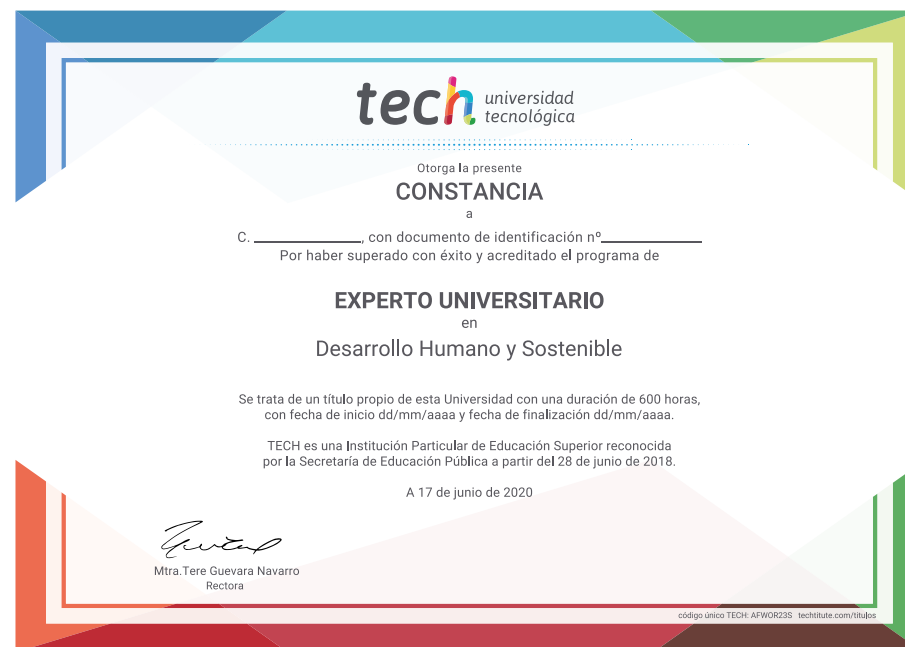 tech universidad
tecnológica
Otorga la presente
CONSTANCIA
a
C. ____________, con documento de identificación nº____________
Por haber superado con éxito y acreditado el programa de
EXPERTO UNIVERSITARIO
en
Desarrollo Humano y Sostenible
Se trata de un título propio de esta Universidad con una duración de 600 horas,
con fecha de inicio dd/mm/aaaa y fecha de finalización dd/mm/aaaa.
TECH es una Institución Particular de Educación Superior reconocida
por la Secretaría de Educación Pública a partir del 28 de junio de 2018.
A 17 de junio de 2020
Mtra.Tere Guevara Navarro
Rectora
código único TECH: AFWOR23S techtitute.com/titulos